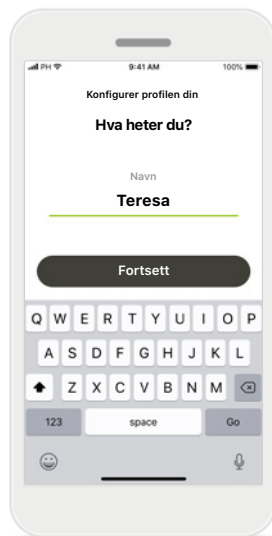 PH 9:41 AM 100%
Konfigurer profilen din
Hva heter du?
Navn
Teresa
Fortsett
Q W E R T Y U I O P
A S D F G H J K L
Z X C V B N M
123 space Go